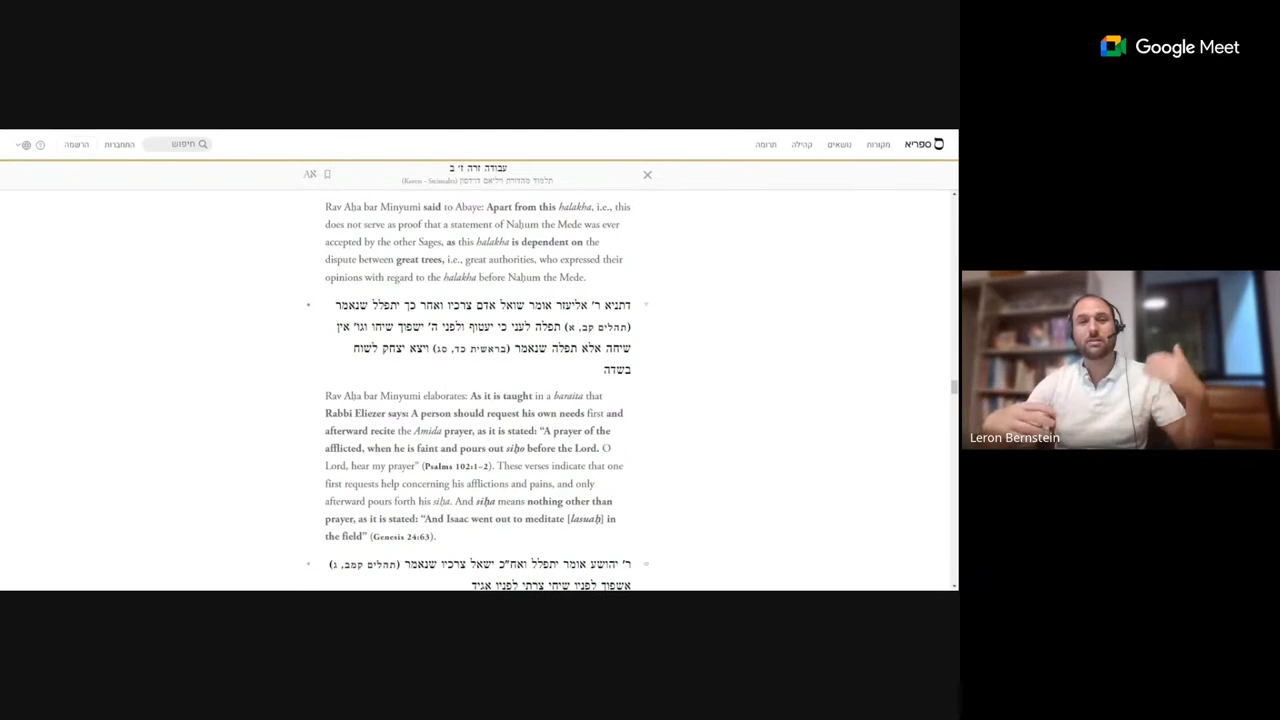 Google Meet
ספריא
מקורות
נושאים
קהילה
תרומה
חיפוש
התחברות
הרשמה
עבודה זרה ז׳ ב
תלמוד מהדורת ויליאם דוידסון (Koren - Steinsaltz)
אא
Rav Aḥa bar Minyumi said to Abaye: Apart from this halakha, i.e., this
does not serve as proof that a statement of Naḥum the Mede was ever
accepted by the other Sages, as this halakha is dependent on the
dispute between great trees, i.e., great authorities, who expressed their
opinions with regard to the halakha before Naḥum the Mede.
דתניא ר׳ אליעזר אומר שואל אדם צרכיו ואחר כך יתפלל שנאמר
(תהלים קב, א) תפלה לעני כי יעטוף ולפני ה׳ ישפוך שיחו וגו׳ אין
שיחה אלא תפלה שנאמר (בראשית כד, סג) ויצא יצחק לשוח
בשדה
Rav Aḥa bar Minyumi elaborates: As it is taught in a baraita that
Rabbi Eliezer says: A person should request his own needs first and
afterward recite the Amida prayer, as it is stated: “A prayer of the
afflicted, when he is faint and pours out siḥo before the Lord. O
Lord, hear my prayer” (Psalms 102:1–2). These verses indicate that one
first requests help concerning his afflictions and pains, and only
afterward pours forth his siḥa. And siḥa means nothing other than
prayer, as it is stated: “And Isaac went out to meditate [lasuaḥ] in
the field” (Genesis 24:63).
ר׳ יהושע אומר יתפלל ואח״כ ישאל צרכיו שנאמר (תהלים קמב, ג)
אשפוך לפניו שיחי צרתי לפניו אגיד
Leron Bernstein